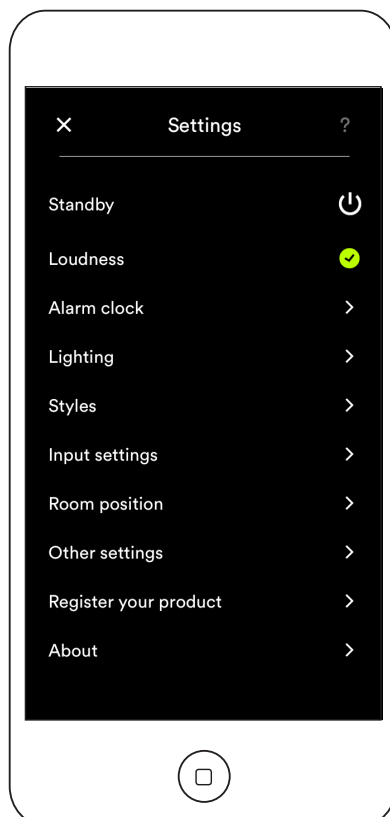 Settings ?
Standby
Loudness
Alarm clock
Lighting
Styles
Input settings
Room position
Other settings
Register your product
About